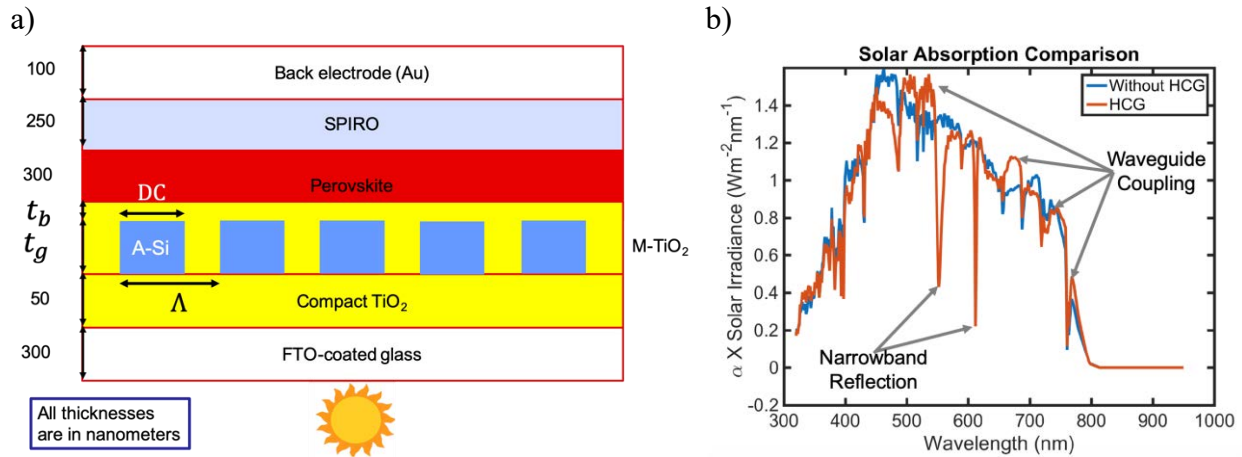 a)
100
Back electrode (Au)
250
SPIRO
300
Perovskite
DC
t_b
t_g
A-Si
M-TiO₂
Λ
50
Compact TiO₂
300
FTO-coated glass
All thicknesses
are in nanometers
b)
Solar Absorption Comparison
Without HCG
HCG
Waveguide
Coupling
Narrowband
Reflection
α X Solar Irradiance (Wm⁻²nm⁻¹)
1.4
1.2
1
0.8
0.6
0.4
0.2
0
-0.2
300 400 500 600 700 800 900 1000
Wavelength (nm)